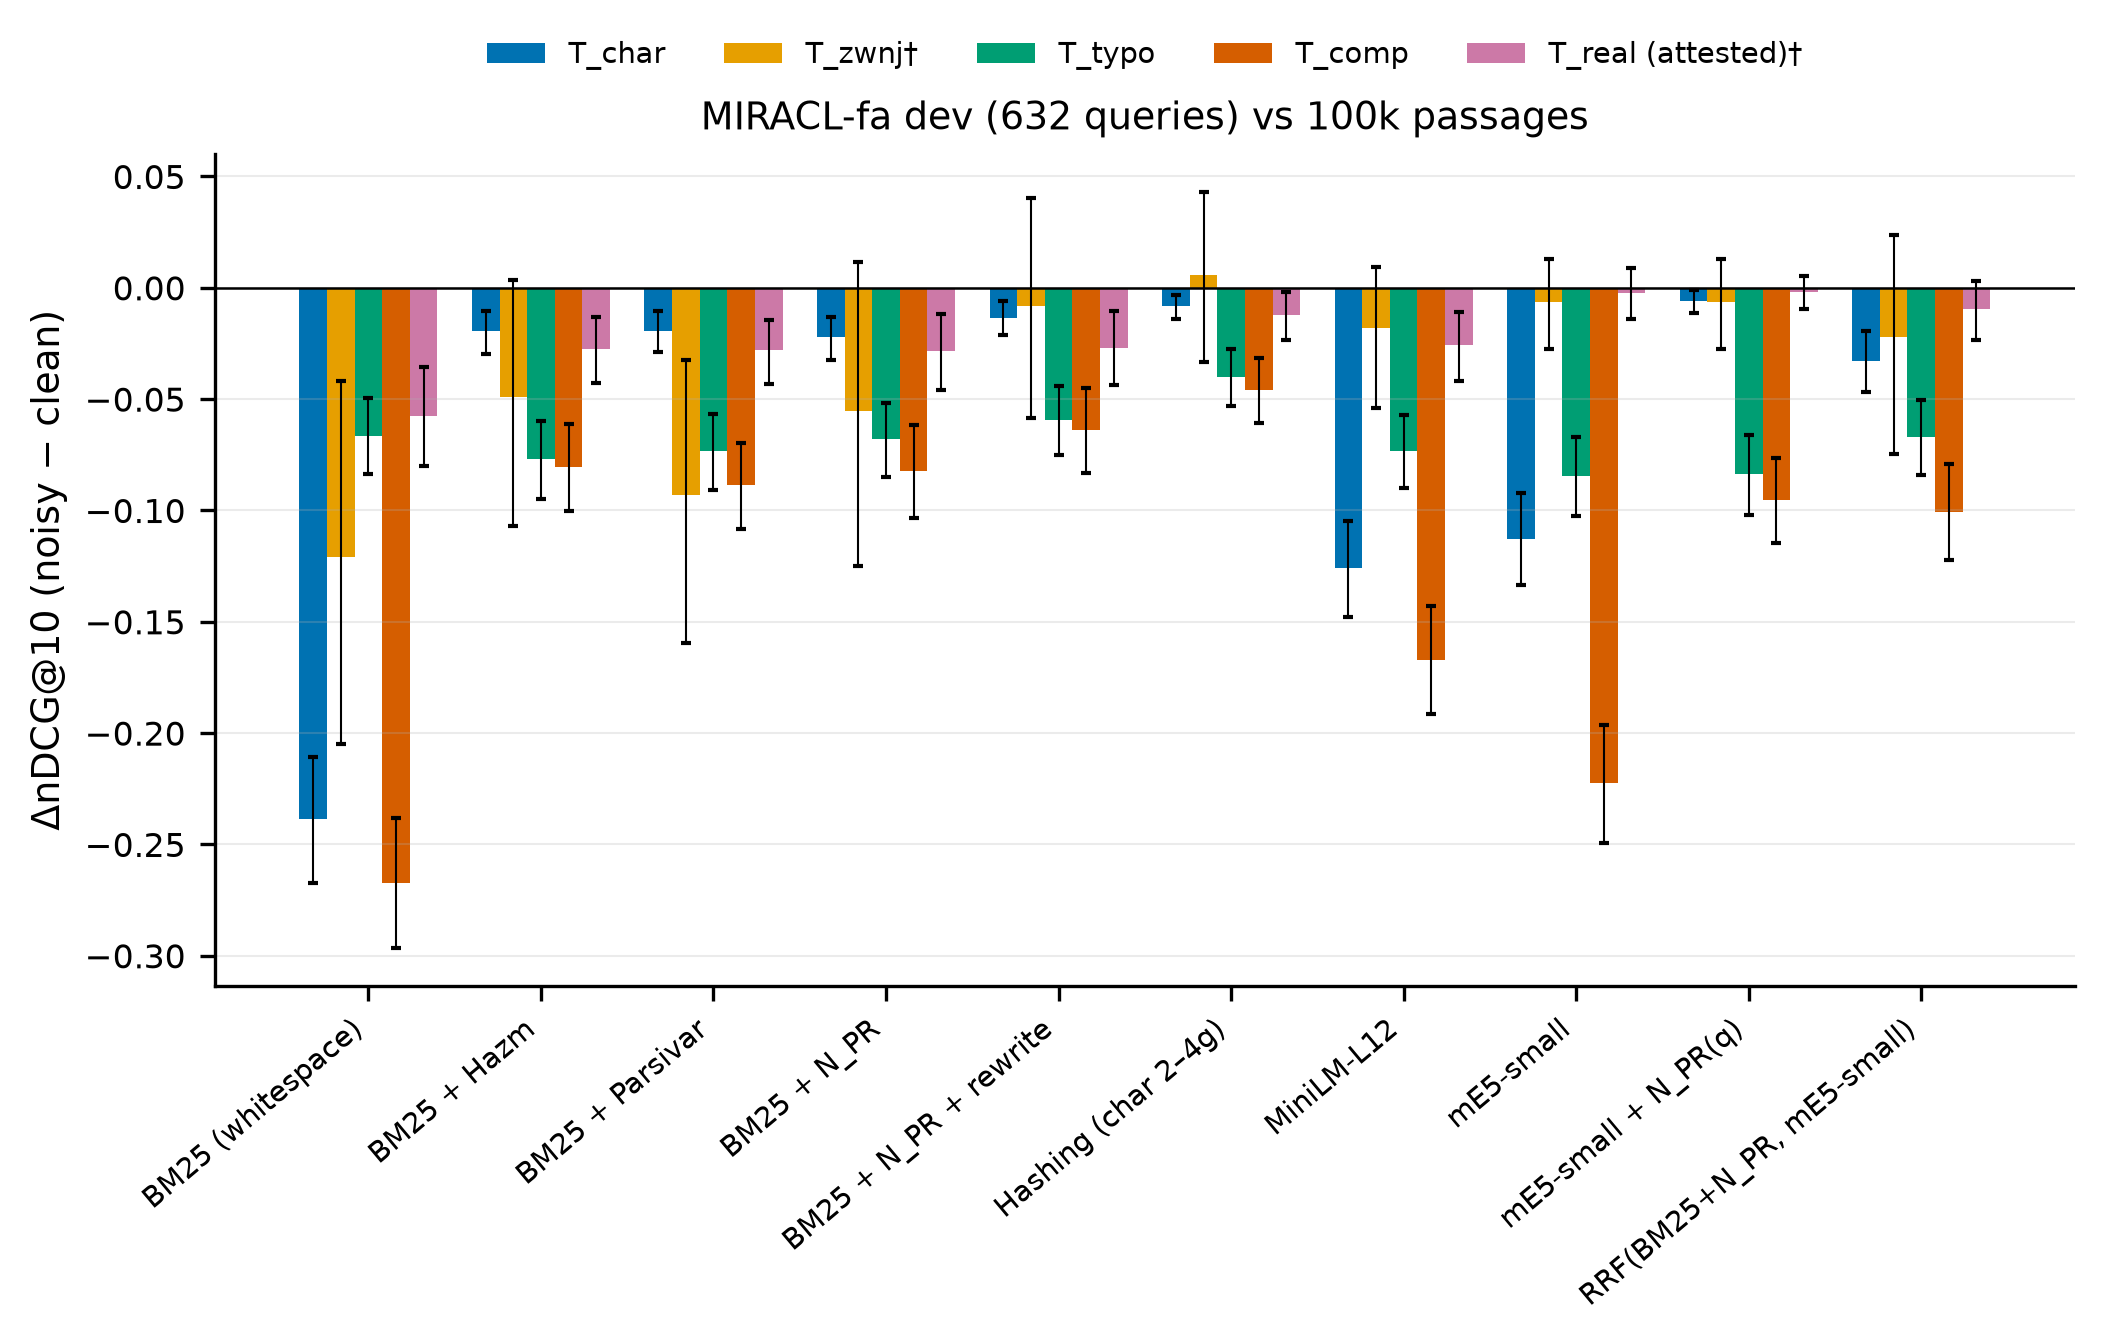 T_char T_zwnj† T_typo T_comp T_real (attested)†
MIRACL-fa dev (632 queries) vs 100k passages
ΔnDCG@10 (noisy − clean)
0.05
0.00
−0.05
−0.10
−0.15
−0.20
−0.25
−0.30
BM25 (whitespace)
BM25 + Hazm
BM25 + Parsivar
BM25 + N_PR
BM25 + N_PR + rewrite
Hashing (char 2–4g)
MiniLM-L12
mE5-small
mE5-small + N_PR(q)
RRF(BM25+N_PR, mE5-small)